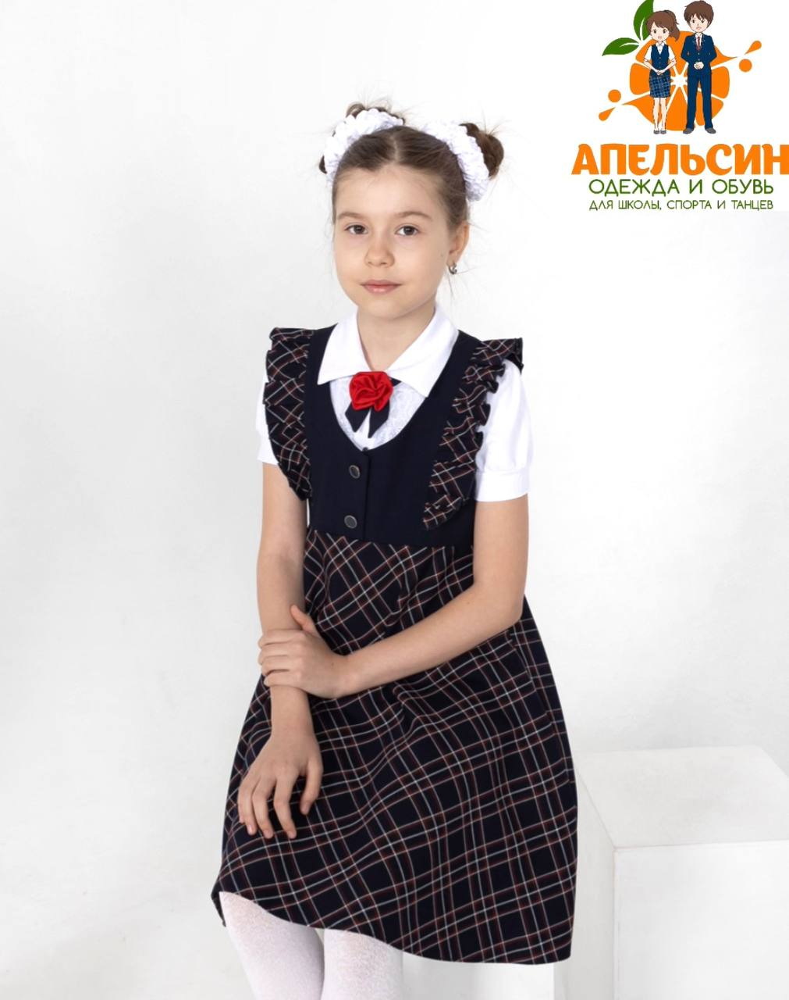 АПЕЛЬСИН
ОДЕЖДА И ОБУВЬ
ДЛЯ ШКОЛЫ, СПОРТА И ТАНЦЕВ